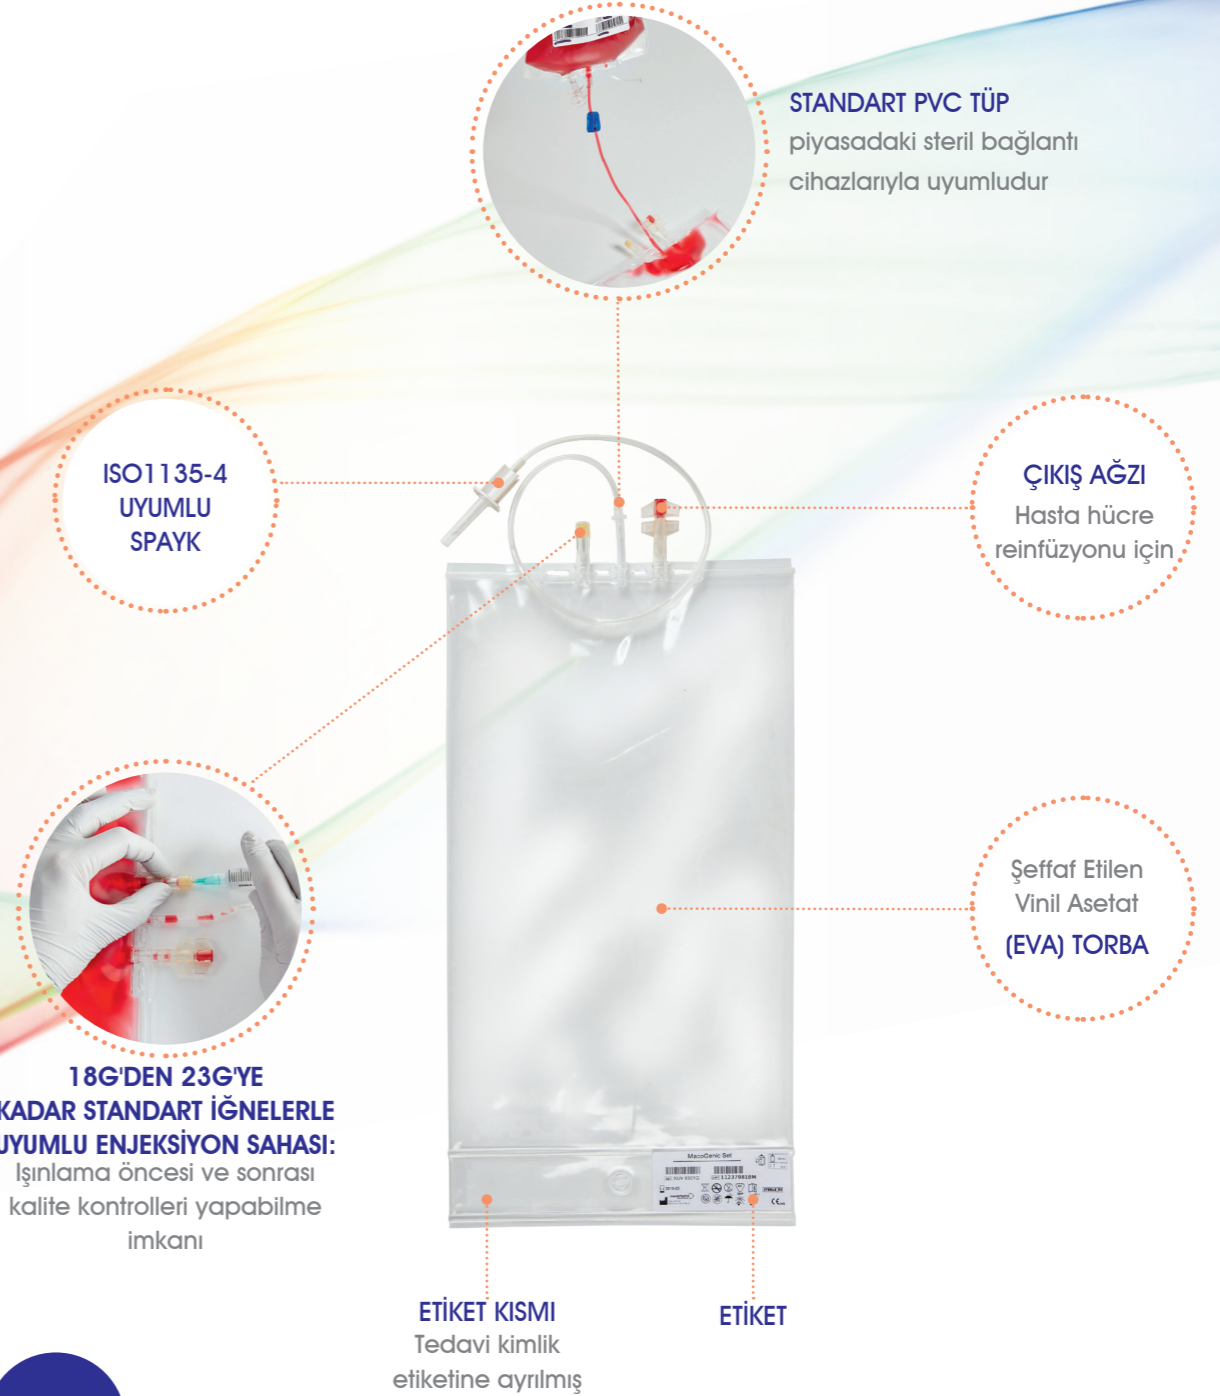 STANDART PVC TÜP
piyasadaki steril bağlantı
cihazlarıyla uyumludur
ISO1135-4
UYUMLU
SPAYK
ÇIKIŞ AĞZI
Hasta hücre
reinfüzyonu için
Şeffaf Etilen
Vinil Asetat
(EVA) TORBA
18G'DEN 23G'YE
KADAR STANDART İĞNELERLE
UYUMLU ENJEKSİYON SAHASI:
Işınlama öncesi ve sonrası
kalite kontrolleri yapabilme
imkanı
MacoGenic Set
ETİKET KISMI
Tedavi kimlik
etiketine ayrılmış
ETİKET